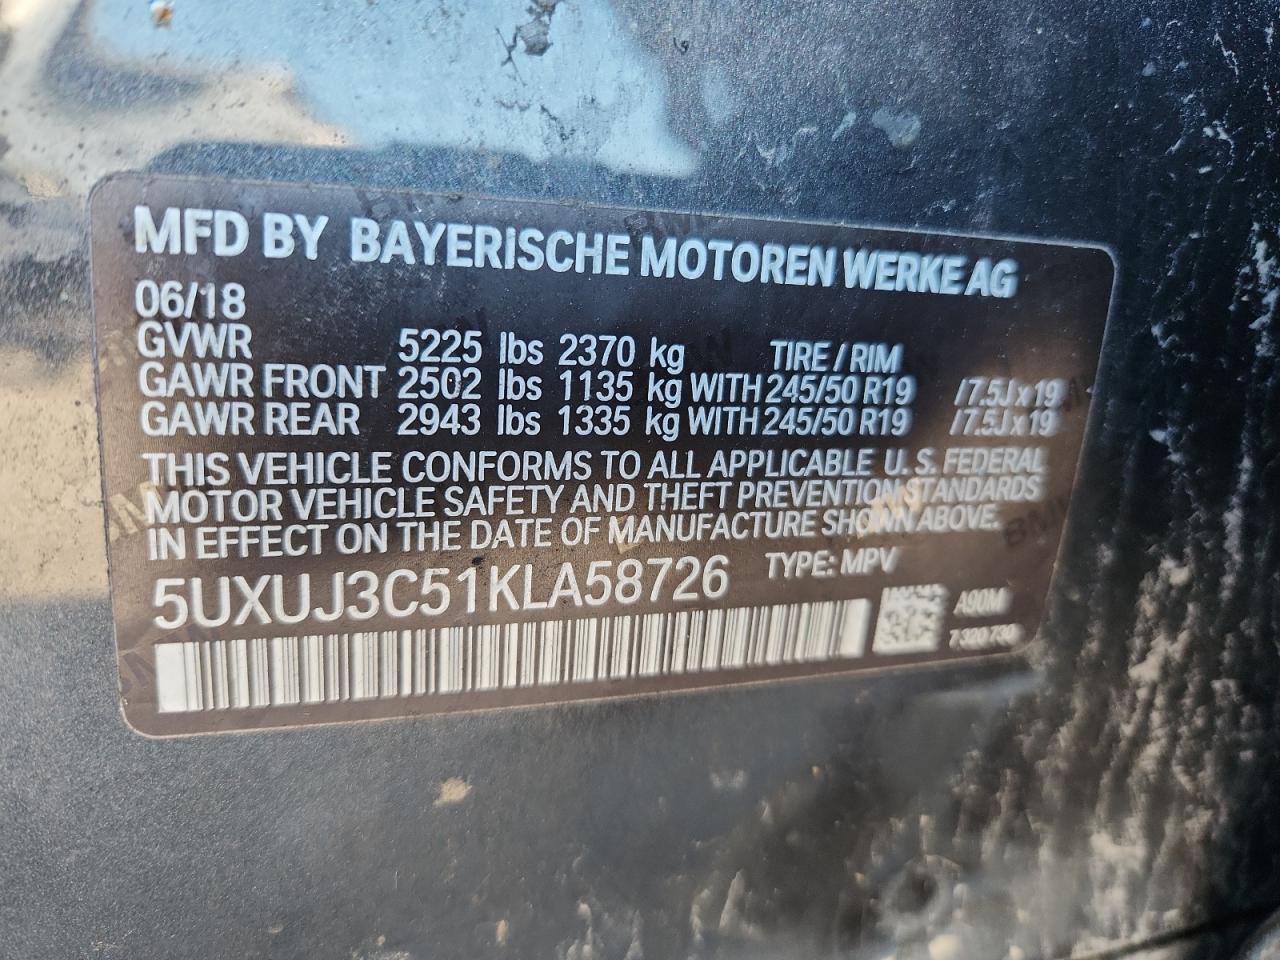 MFD BY BAYERISCHE MOTOREN WERKE AG
06/18
GVWR 5225 lbs 2370 kg TIRE / RIM
GAWR FRONT 2502 lbs 1135 kg WITH 245/50 R19 /7.5J x 19
GAWR REAR 2943 lbs 1335 kg WITH 245/50 R19 /7.5J x 19
THIS VEHICLE CONFORMS TO ALL APPLICABLE U. S. FEDERAL
MOTOR VEHICLE SAFETY AND THEFT PREVENTION STANDARDS
IN EFFECT ON THE DATE OF MANUFACTURE SHOWN ABOVE.
5UXUJ3C51KLA58726 TYPE: MPV
A90M
7 320 730